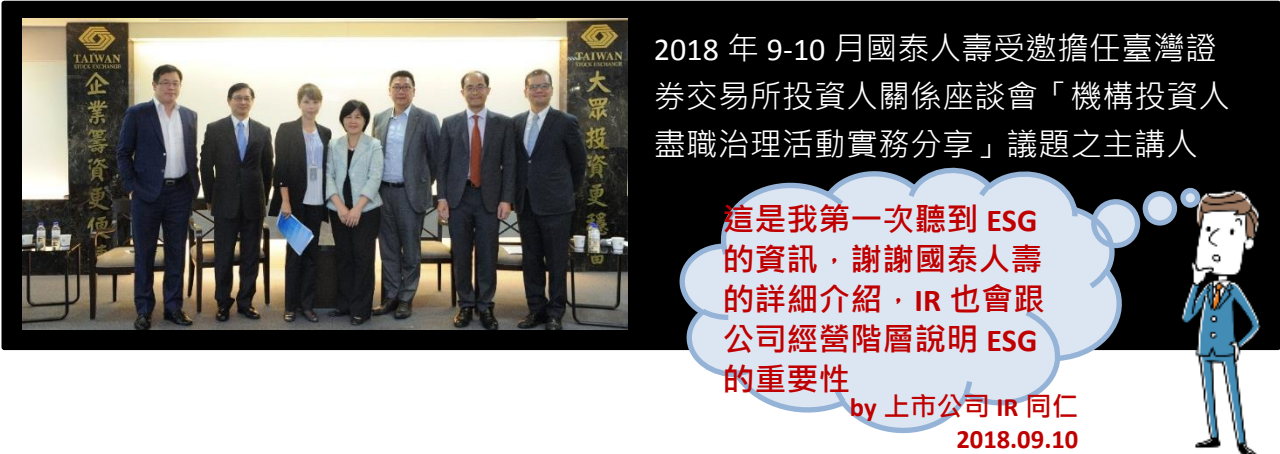 TAIWAN
STOCK EXCHANGE
企業籌資更便
TAIWAN
STOCK EXCHANGE
大眾投資更穩當
2018 年 9-10 月國泰人壽受邀擔任臺灣證
券交易所投資人關係座談會「機構投資人
盡職治理活動實務分享」議題之主講人
這是我第一次聽到 ESG
的資訊，謝謝國泰人壽
的詳細介紹，IR 也會跟
公司經營階層說明 ESG
的重要性
by 上市公司 IR 同仁
2018.09.10